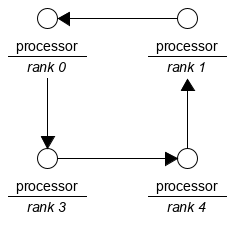 processor
rank 0
processor
rank 1
processor
rank 3
processor
rank 4